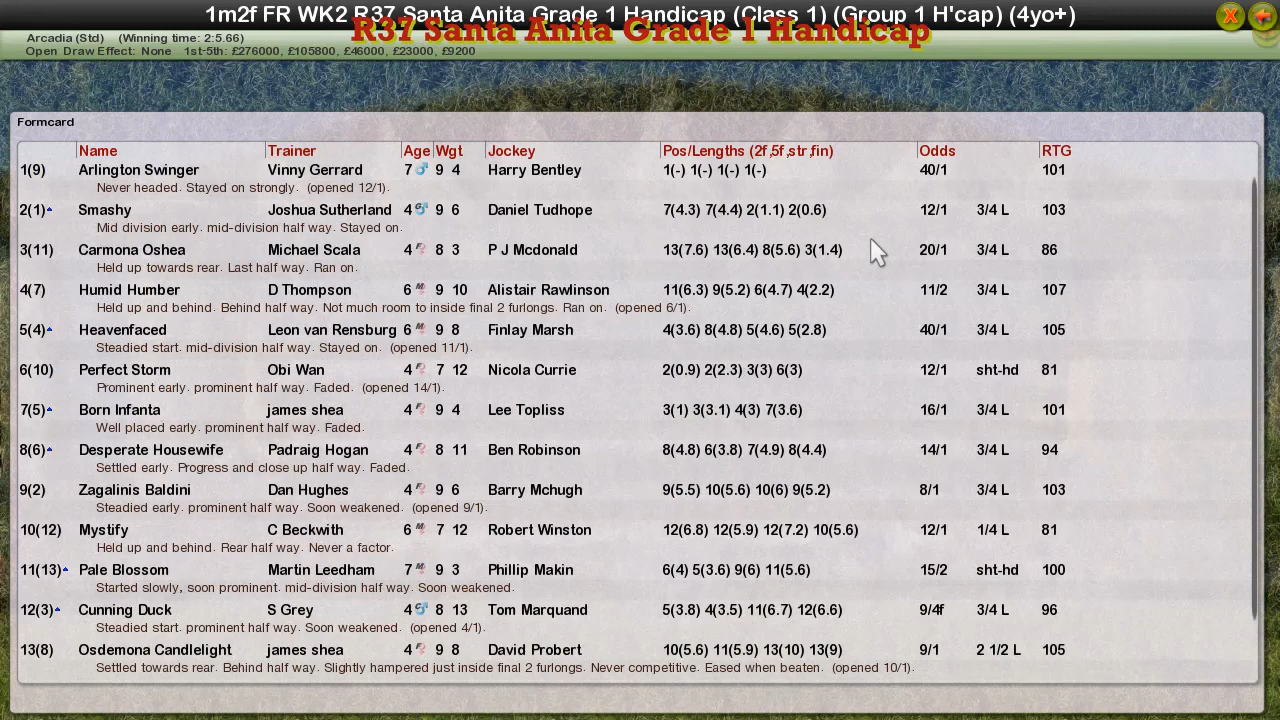 1m2f FR WK2 R37 Santa Anita Grade 1 Handicap (Class 1) (Group 1 H'cap) (4yo+)
R37 Santa Anita Grade 1 Handicap
Arcadia (Std) (Winning time: 2:5.66)
Open Draw Effect: None 1st-5th: £276000, £105800, £46000, £23000, £9200
Formcard
Name Trainer Age Wgt Jockey Pos/Lengths (2f,5f,str,fin) Odds RTG
1(9) Arlington Swinger Vinny Gerrard 7 9 4 Harry Bentley 1(-) 1(-) 1(-) 1(-) 40/1 101
Never headed. Stayed on strongly. (opened 12/1).
2(1) Smashy Joshua Sutherland 4 9 6 Daniel Tudhope 7(4.3) 7(4.4) 2(1.1) 2(0.6) 12/1 3/4 L 103
Mid division early. mid-division half way. Stayed on.
3(11) Carmona Oshea Michael Scala 4 8 3 P J Mcdonald 13(7.6) 13(6.4) 8(5.6) 3(1.4) 20/1 3/4 L 86
Held up towards rear. Last half way. Ran on.
4(7) Humid Humber D Thompson 6 9 10 Alistair Rawlinson 11(6.3) 9(5.2) 6(4.7) 4(2.2) 11/2 3/4 L 107
Held up and behind. Behind half way. Not much room to inside final 2 furlongs. Ran on. (opened 6/1).
5(4) Heavenfaced Leon van Rensburg 6 9 8 Finlay Marsh 4(3.6) 8(4.8) 5(4.6) 5(2.8) 40/1 3/4 L 105
Steadied start. mid-division half way. Stayed on. (opened 11/1).
6(10) Perfect Storm Obi Wan 4 7 12 Nicola Currie 2(0.9) 2(2.3) 3(3) 6(3) 12/1 sht-hd 81
Prominent early. prominent half way. Faded. (opened 14/1).
7(5) Born Infanta james shea 4 9 4 Lee Topliss 3(1) 3(3.1) 4(3) 7(3.6) 16/1 3/4 L 101
Well placed early. prominent half way. Faded.
8(6) Desperate Housewife Padraig Hogan 4 8 11 Ben Robinson 8(4.8) 6(3.8) 7(4.9) 8(4.4) 14/1 3/4 L 94
Settled early. Progress and close up half way. Faded.
9(2) Zagalinis Baldini Dan Hughes 4 9 6 Barry Mchugh 9(5.5) 10(5.6) 10(6) 9(5.2) 8/1 3/4 L 103
Steadied early. prominent half way. Soon weakened. (opened 9/1).
10(12) Mystify C Beckwith 6 7 12 Robert Winston 12(6.8) 12(5.9) 12(7.2) 10(5.6) 12/1 1/4 L 81
Held up and behind. Rear half way. Never a factor.
11(13) Pale Blossom Martin Leedham 7 9 3 Phillip Makin 6(4) 5(3.6) 9(6) 11(5.6) 15/2 sht-hd 100
Started slowly, soon prominent. mid-division half way. Soon weakened.
12(3) Cunning Duck S Grey 4 8 13 Tom Marquand 5(3.8) 4(3.5) 11(6.7) 12(6.6) 9/4f 3/4 L 96
Steadied start. prominent half way. Soon weakened. (opened 4/1).
13(8) Osdemona Candlelight james shea 4 9 8 David Probert 10(5.6) 11(5.9) 13(10) 13(9) 9/1 2 1/2 L 105
Settled towards rear. Behind half way. Slightly hampered just inside final 2 furlongs. Never competitive. Eased when beaten. (opened 10/1).